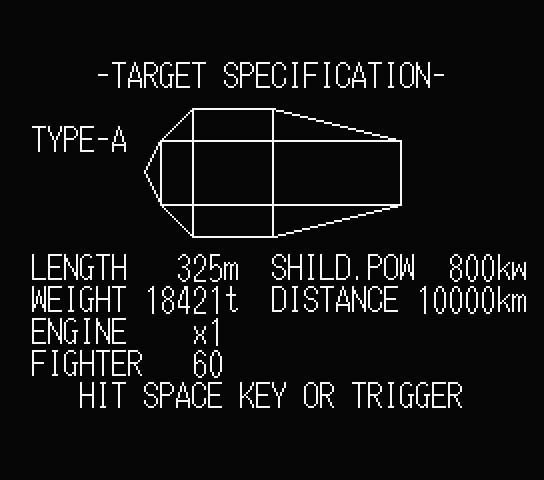 -TARGET SPECIFICATION-
TYPE-A
LENGTH 325m SHILD.POW 800kw
WEIGHT 18421t DISTANCE 10000km
ENGINE x1
FIGHTER 60
HIT SPACE KEY OR TRIGGER